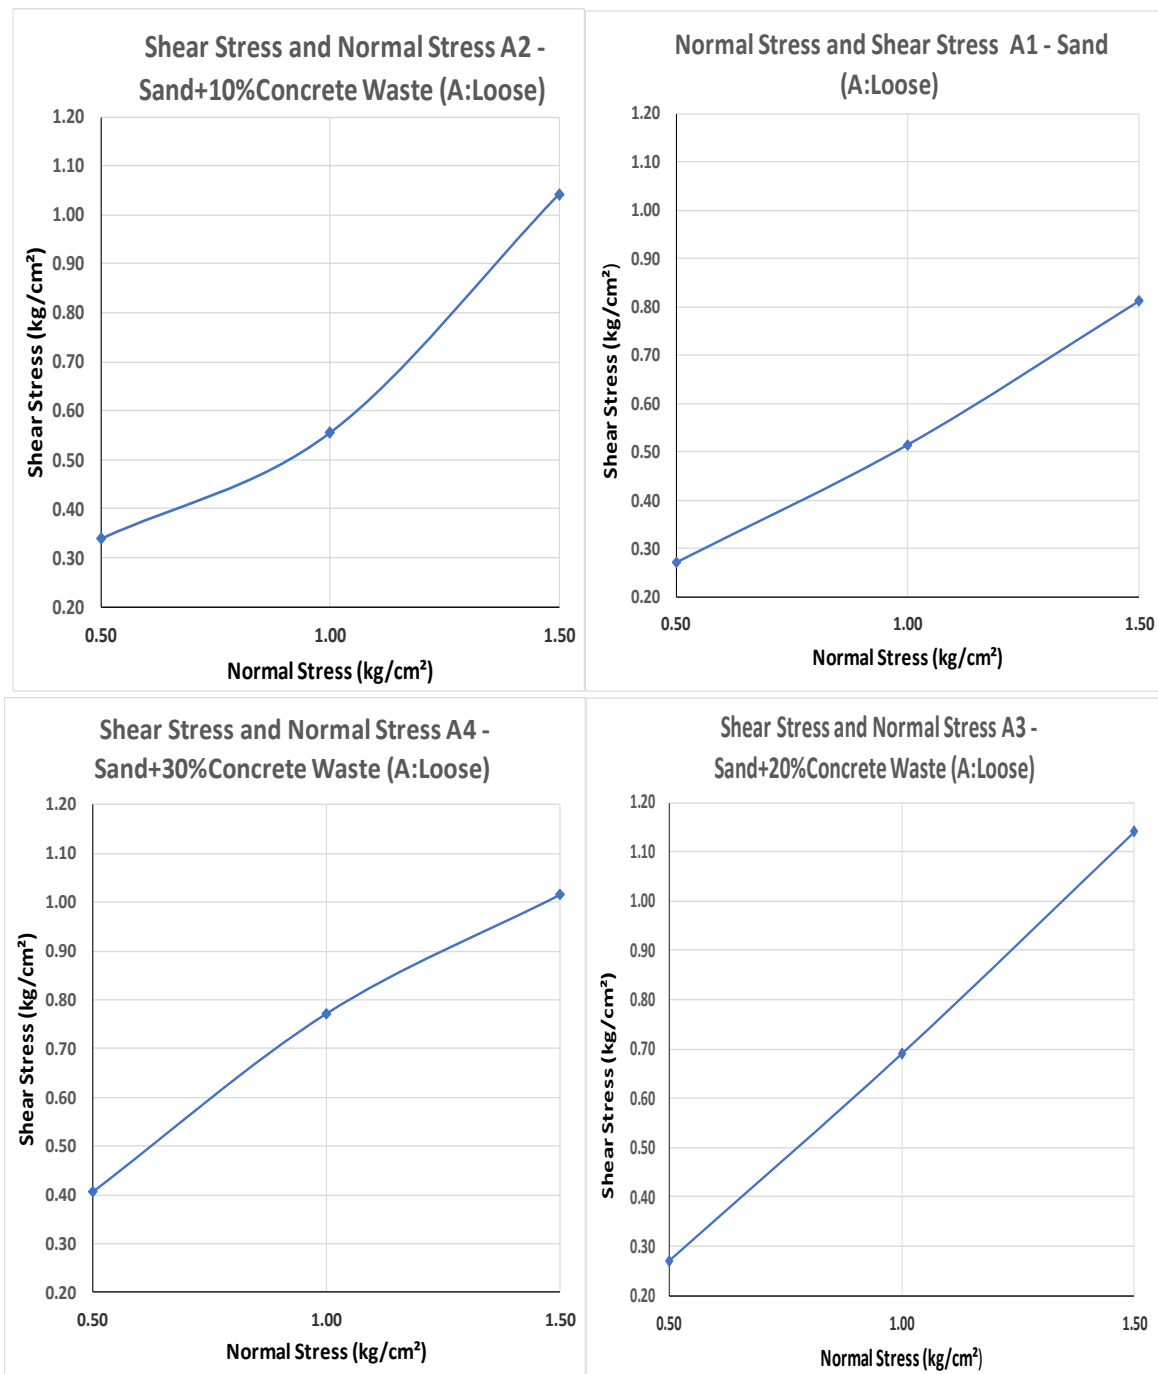 Shear Stress and Normal Stress A2 -
Sand+10%Concrete Waste (A:Loose)
1.20
1.10
1.00
0.90
0.80
0.70
0.60
0.50
0.40
0.30
0.20
Shear Stress (kg/cm²)
0.50 1.00 1.50
Normal Stress (kg/cm²)
Normal Stress and Shear Stress A1 - Sand
(A:Loose)
1.20
1.10
1.00
0.90
0.80
0.70
0.60
0.50
0.40
0.30
0.20
Shear Stress (kg/cm²)
0.50 1.00 1.50
Normal Stress (kg/cm²)
Shear Stress and Normal Stress A4 -
Sand+30%Concrete Waste (A:Loose)
1.20
1.10
1.00
0.90
0.80
0.70
0.60
0.50
0.40
0.30
0.20
Shear Stress (kg/cm²)
0.50 1.00 1.50
Normal Stress (kg/cm²)
Shear Stress and Normal Stress A3 -
Sand+20%Concrete Waste (A:Loose)
1.20
1.10
1.00
0.90
0.80
0.70
0.60
0.50
0.40
0.30
0.20
Shear Stress (kg/cm²)
0.50 1.00 1.50
Normal Stress (kg/cm²)